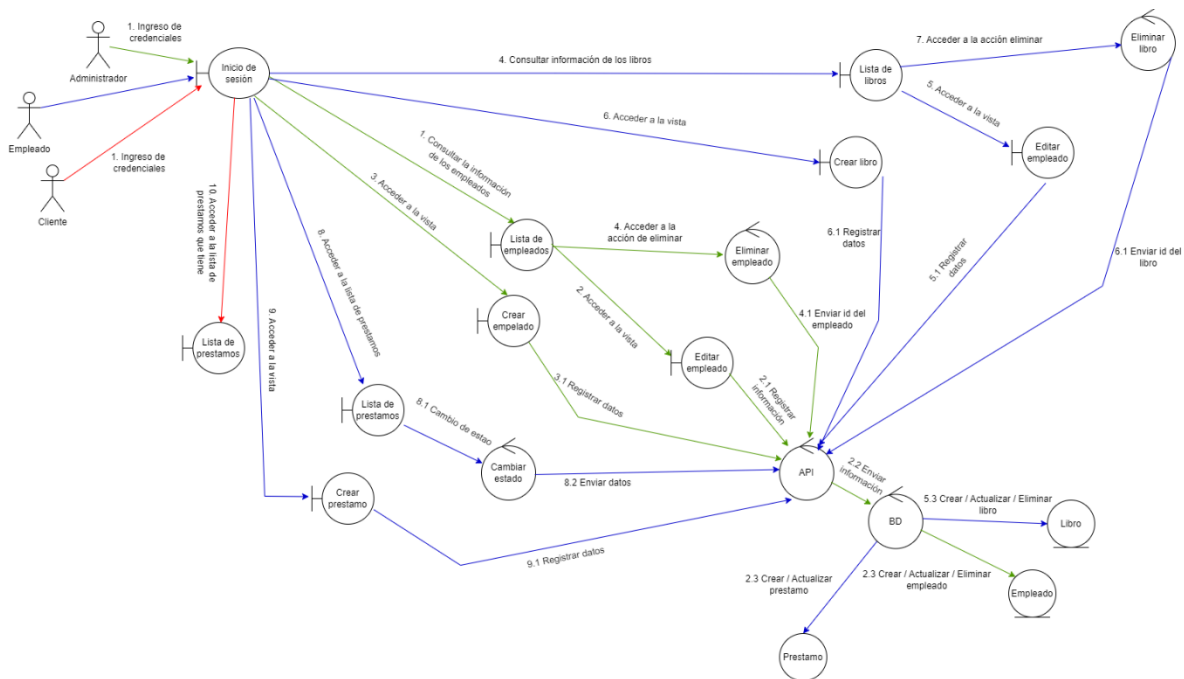 1. Ingreso de
credenciales
Administrador
Empleado
1. Ingreso de
credenciales
Cliente
Inicio de
sesión
4. Consultar información de los libros
Lista de
libros
7. Acceder a la acción eliminar
Eliminar
libro
5. Acceder a la vista
Editar
empleado
6. Acceder a la vista
Crear libro
1. Consultar la información
de los empleados
3. Acceder a la vista
8. Acceder a la lista de prestamos
10. Acceder a la lista de
prestamos que tiene
9. Acceder a la vista
Lista de
empleados
4. Acceder a la
acción de eliminar
Eliminar
empleado
2. Acceder a la vista
6.1 Registrar
datos
5.1 Registrar
datos
6.1 Enviar id del
libro
Crear
empelado
4.1 Enviar id del
empleado
Lista de
prestamos
Editar
empleado
3.1 Registrar datos
2.1 Registrar
información
Lista de
prestamos
8.1 Cambio de estao
Cambiar
estado
8.2 Enviar datos
API
2.2 Enviar
información
Crear
prestamo
9.1 Registrar datos
BD
5.3 Crear / Actualizar / Eliminar
libro
Libro
2.3 Crear / Actualizar
prestamo
2.3 Crear / Actualizar / Eliminar
empleado
Empleado
Prestamo